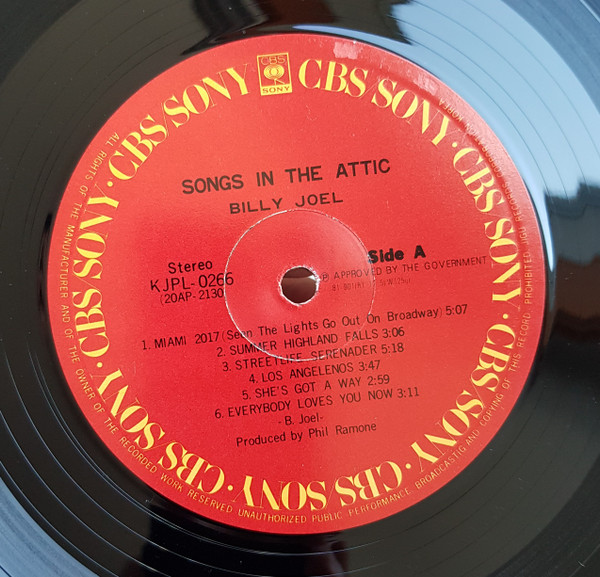 CBS/SONY · CBS/SONY · CBS/SONY · CBS/SONY · CBS/SONY · CBS/SONY · CBS/SONY · CBS/SONY
CBS
SONY
SONGS IN THE ATTIC
BILLY JOEL
Stereo
KJPL-0266
(20AP-2130)
Side A
APPROVED BY THE GOVERNMENT
1. MIAMI 2017 (Seen The Lights Go Out On Broadway) 5:07
2. SUMMER HIGHLAND FALLS 3:06
3. STREETLIFE SERENADER 5:18
4. LOS ANGELENOS 3:47
5. SHE'S GOT A WAY 2:59
6. EVERYBODY LOVES YOU NOW 3:11
-B. Joel-
Produced by Phil Ramone
ALL RIGHTS OF THE MANUFACTURER AND OF THE OWNER OF THE RECORDED WORK RESERVED UNAUTHORIZED PUBLIC PERFORMANCE. BROADCASTIG AND COPYING OF THIS RECORD PROHIBITED